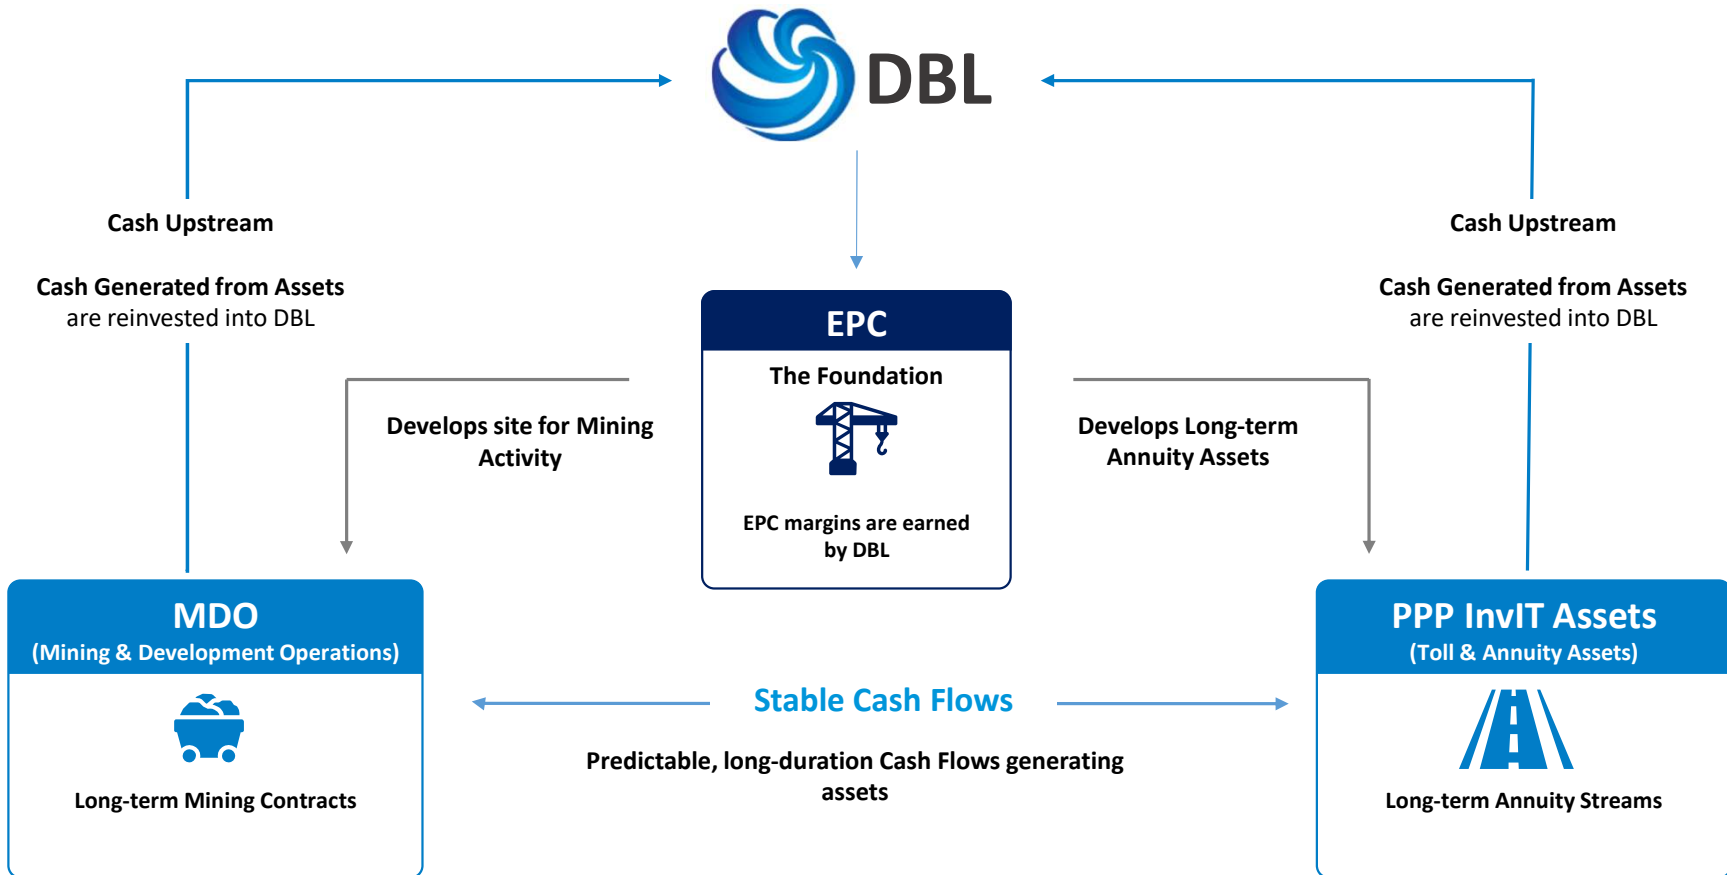 DBL
Cash Upstream
Cash Generated from Assets
are reinvested into DBL
Cash Upstream
Cash Generated from Assets
are reinvested into DBL
EPC
The Foundation
EPC margins are earned
by DBL
Develops site for Mining
Activity
Develops Long-term
Annuity Assets
MDO
(Mining & Development Operations)
Long-term Mining Contracts
Stable Cash Flows
Predictable, long-duration Cash Flows generating
assets
PPP InvIT Assets
(Toll & Annuity Assets)
Long-term Annuity Streams